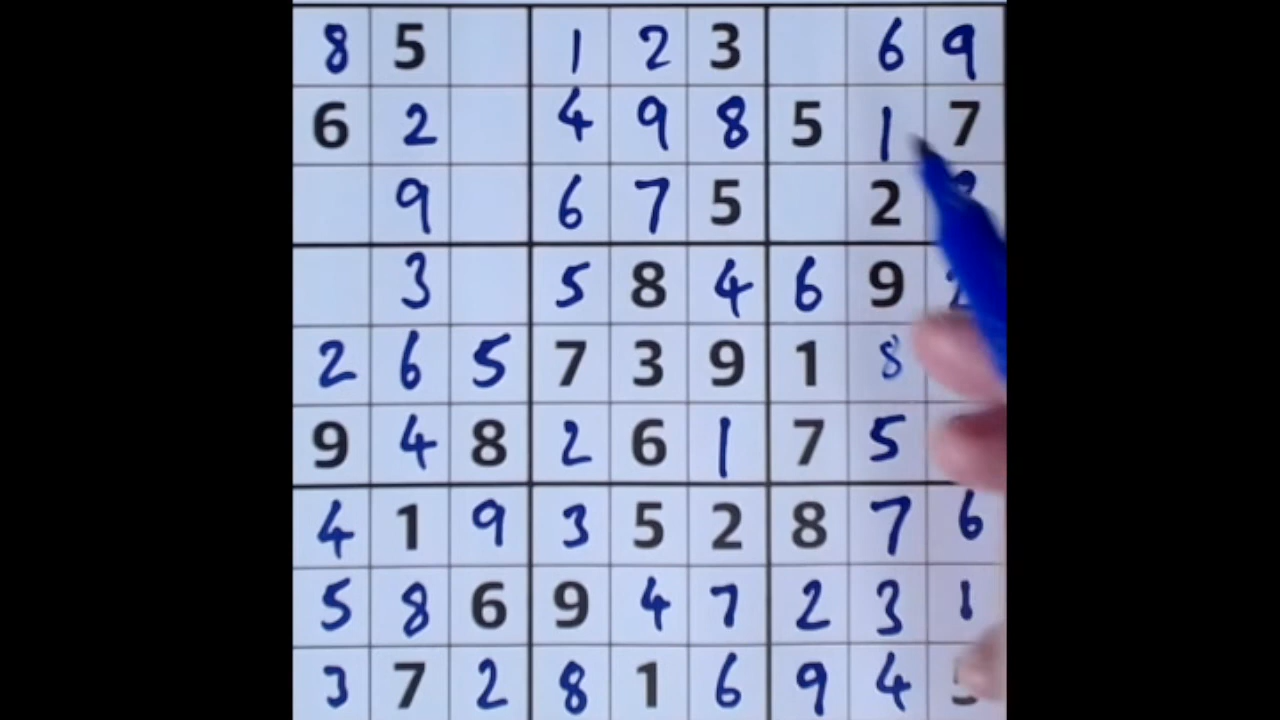 8 5 1 2 3 6 9
6 2 4 9 8 5 1 7
9 6 7 5 2
3 5 8 4 6 9
2 6 5 7 3 9 1 8
9 4 8 2 6 1 7 5
4 1 9 3 5 2 8 7 6
5 8 6 9 4 7 2 3 1
3 7 2 8 1 6 9 4